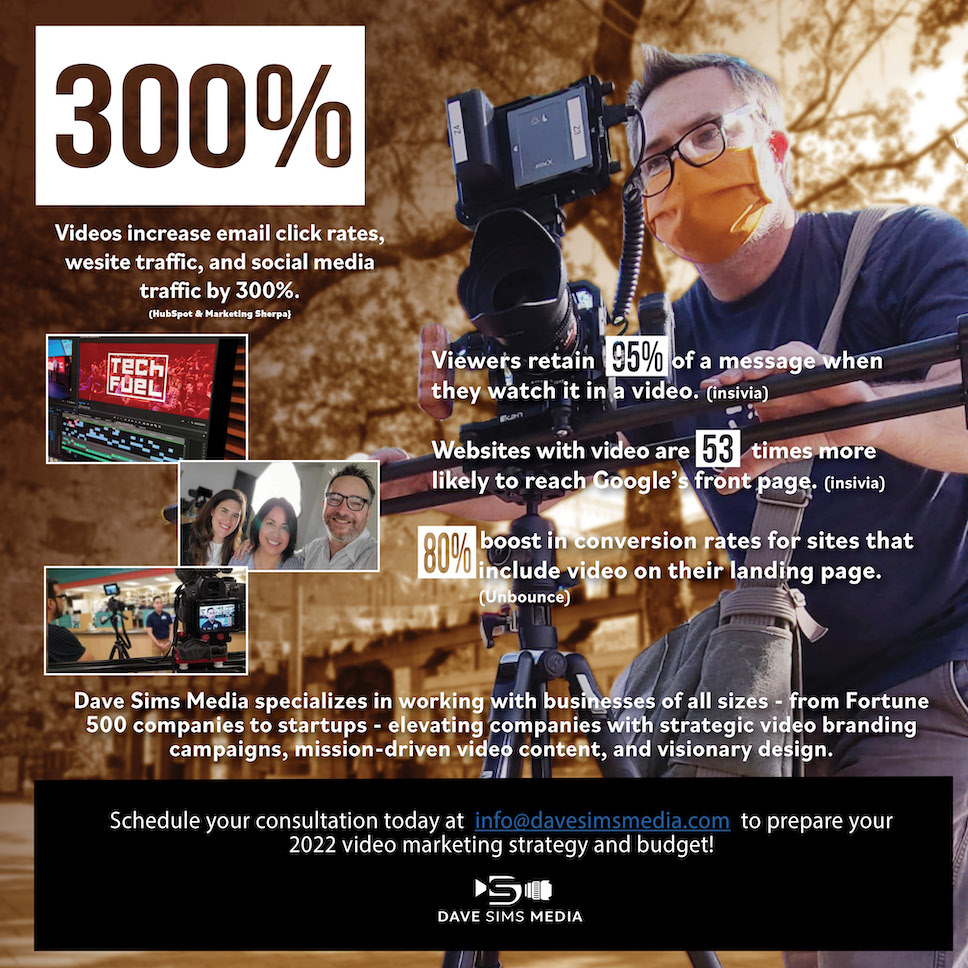 300%
Videos increase email click rates,
wesite traffic, and social media
traffic by 300%.
(HubSpot & Marketing Sherpa}
TECH
FUEL
Viewers retain 95% of a message when
they watch it in a video. (insivia)
Websites with video are 53 times more
likely to reach Google's front page. (insivia)
80% boost in conversion rates for sites that
include video on their landing page.
(Unbounce)
Dave Sims Media specializes in working with businesses of all sizes - from Fortune
500 companies to startups - elevating companies with strategic video branding
campaigns, mission-driven video content, and visionary design.
Schedule your consultation today at info@davesimsmedia.com to prepare your
2022 video marketing strategy and budget!
DAVE SIMS MEDIA